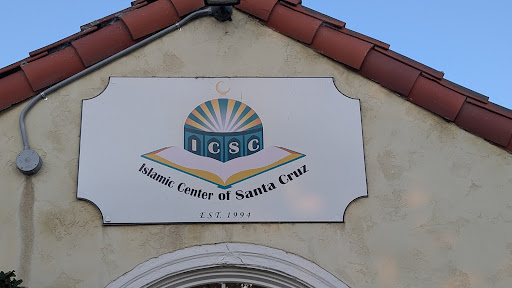 ICSC
Islamic Center of Santa Cruz
EST. 1994